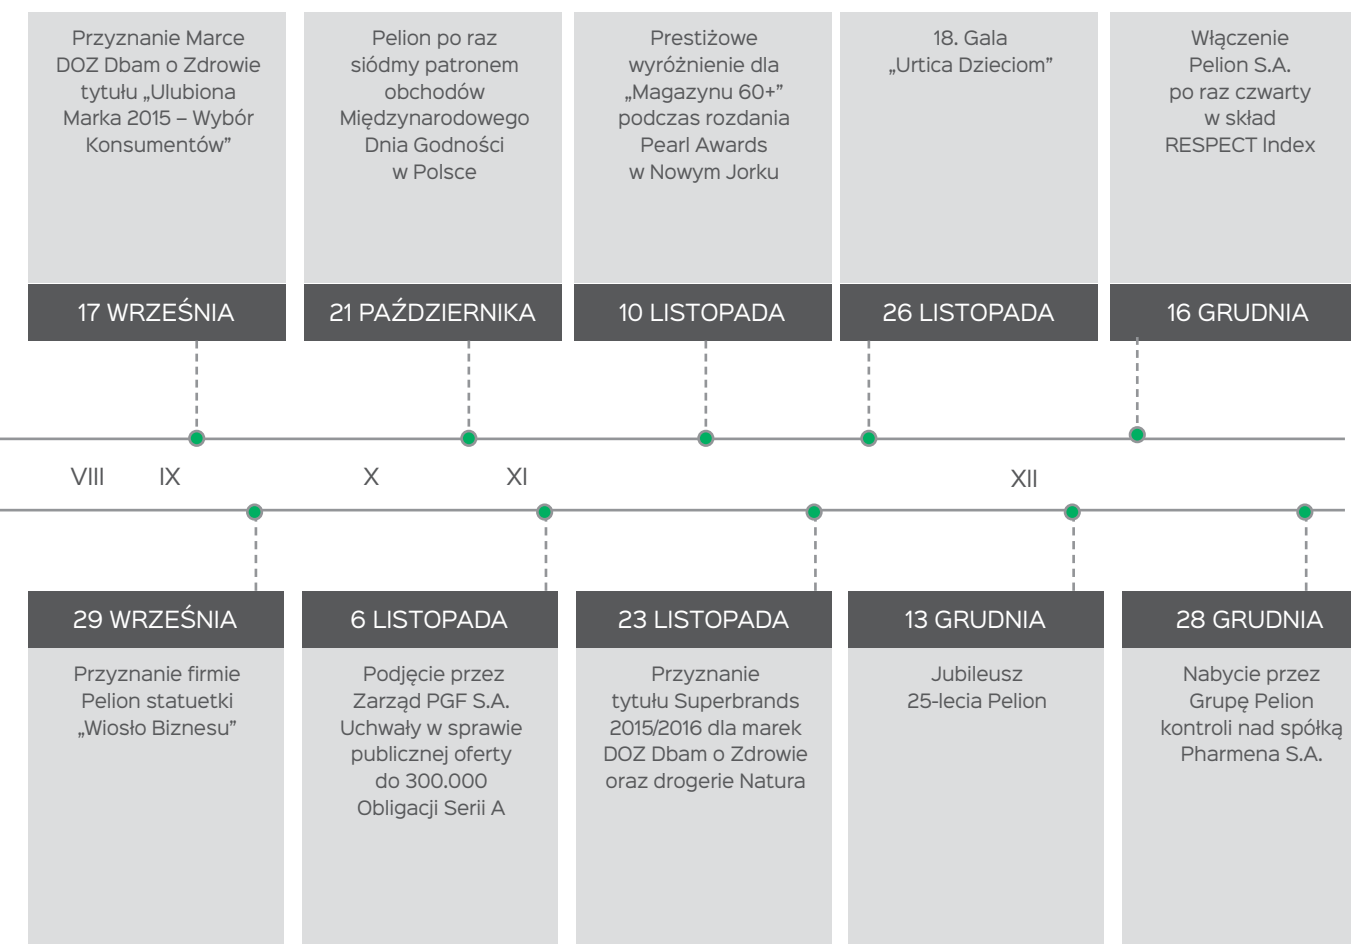 Przyznanie Marce
DOZ Dbam o Zdrowie
tytułu „Ulubiona
Marka 2015 – Wybór
Konsumentów”
17 WRZEŚNIA
Pelion po raz
siódmy patronem
obchodów
Międzynarodowego
Dnia Godności
w Polsce
21 PAŹDZIERNIKA
Prestiżowe
wyróżnienie dla
„Magazynu 60+”
podczas rozdania
Pearl Awards
w Nowym Jorku
10 LISTOPADA
18. Gala
„Urtica Dzieciom”
26 LISTOPADA
Włączenie
Pelion S.A.
po raz czwarty
w skład
RESPECT Index
16 GRUDNIA
VIII IX X XI XII
29 WRZEŚNIA
Przyznanie firmie
Pelion statuetki
„Wiosło Biznesu”
6 LISTOPADA
Podjęcie przez
Zarząd PGF S.A.
Uchwały w sprawie
publicznej oferty
do 300.000
Obligacji Serii A
23 LISTOPADA
Przyznanie
tytułu Superbrands
2015/2016 dla marek
DOZ Dbam o Zdrowie
oraz drogerie Natura
13 GRUDNIA
Jubileusz
25-lecia Pelion
28 GRUDNIA
Nabycie przez
Grupę Pelion
kontroli nad spółką
Pharmena S.A.